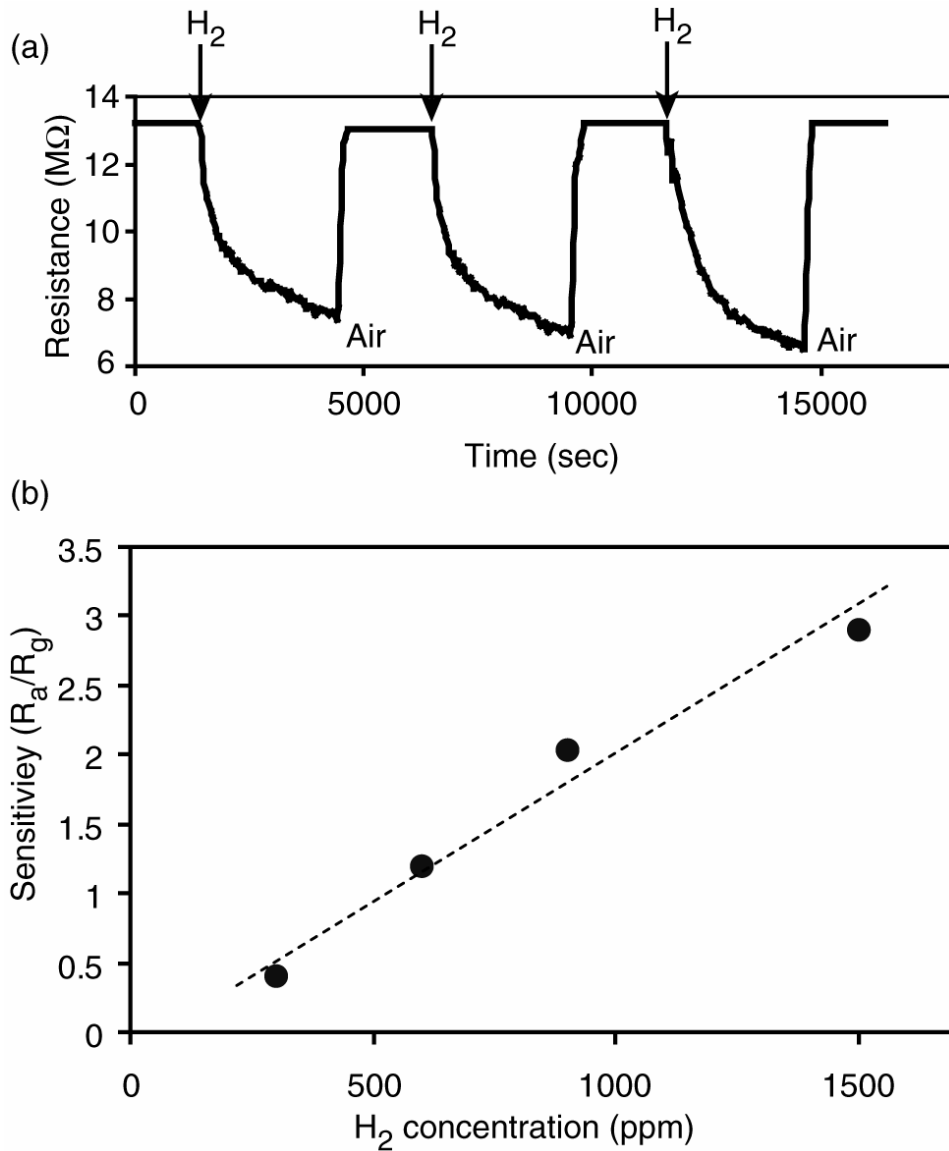 (a)
H2 H2 H2
14
12
10
8
6
Resistance (MΩ)
Air Air Air
0 5000 10000 15000
Time (sec)
(b)
3.5
3
2.5
2
1.5
1
0.5
0
Sensitiviey (Ra/Rg)
0 500 1000 1500
H2 concentration (ppm)